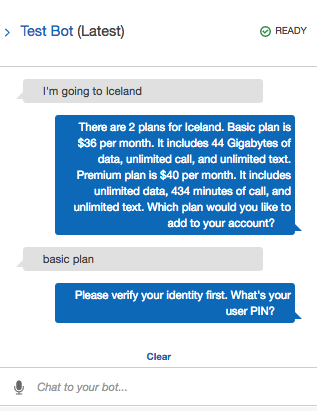 Test Bot (Latest)
READY
I'm going to Iceland
There are 2 plans for Iceland. Basic plan is
$36 per month. It includes 44 Gigabytes of
data, unlimited call, and unlimited text.
Premium plan is $40 per month. It includes
unlimited data, 434 minutes of call, and
unlimited text. Which plan would you like to
add to your account?
basic plan
Please verify your identity first. What's your
user PIN?
Clear
Chat to your bot...